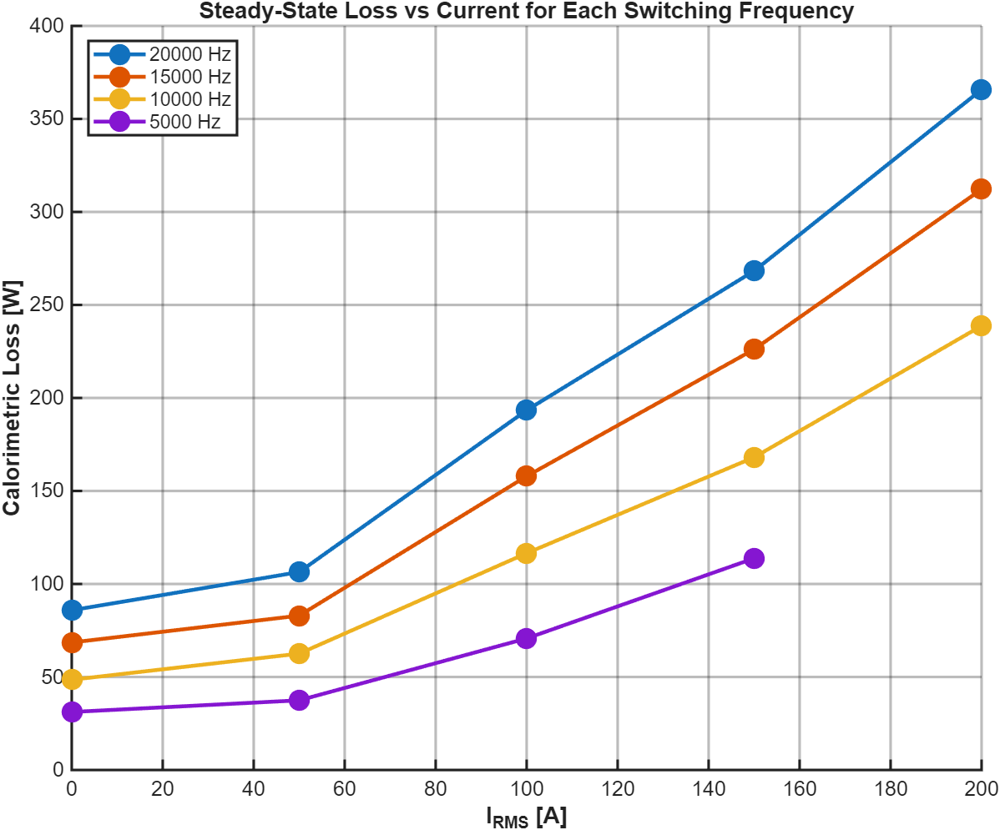 Steady-State Loss vs Current for Each Switching Frequency
400
350
300
250
200
150
100
50
0
20000 Hz
15000 Hz
10000 Hz
5000 Hz
Calorimetric Loss [W]
0 20 40 60 80 100 120 140 160 180 200
I_RMS [A]